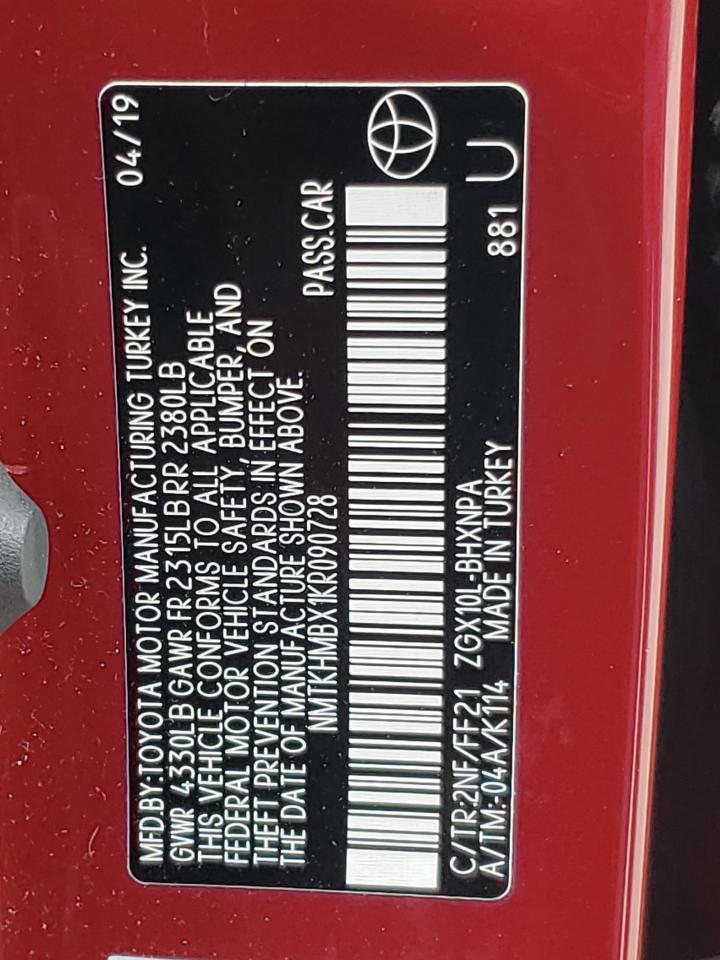 MFD.BY:TOYOTA MOTOR MANUFACTURING TURKEY INC. 04/19
GVWR 4330LB GAWR FR 2315LB RR 2380LB
THIS VEHICLE CONFORMS TO ALL APPLICABLE
FEDERAL MOTOR VEHICLE SAFETY, BUMPER, AND
THEFT PREVENTION STANDARDS IN EFFECT ON
THE DATE OF MANUFACTURE SHOWN ABOVE.
NMTKHMBX1KR090728 PASS.CAR
C/TR:2NF/FF21 ZGX10L-BHXNPA
A/TM:-04A/K114 MADE IN TURKEY 881 U